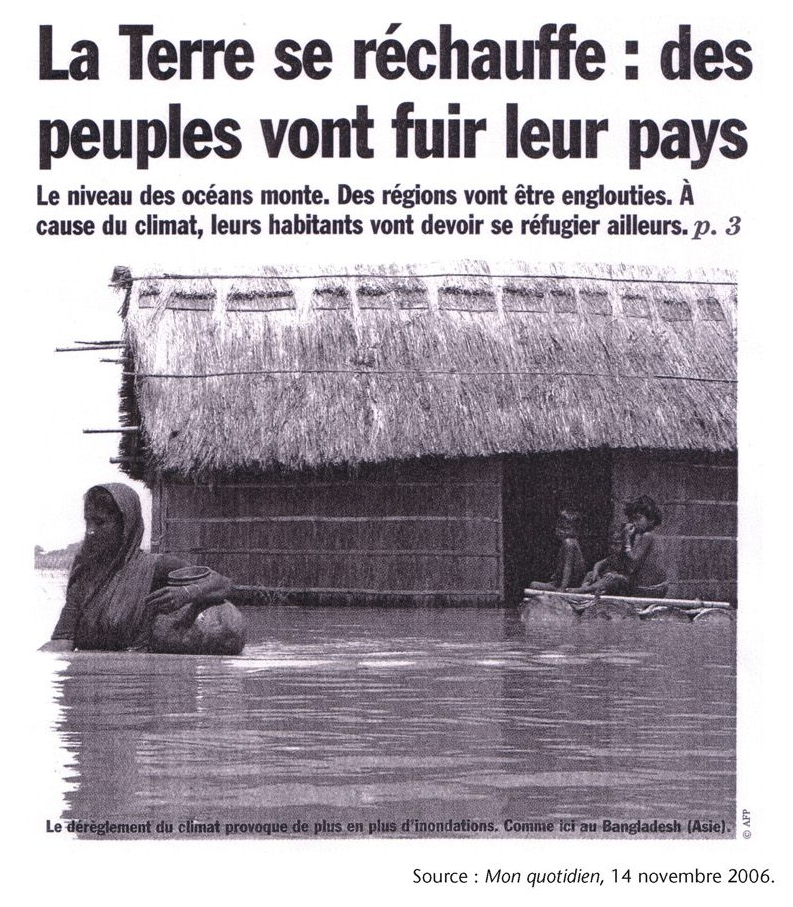 La Terre se réchauffe : des
peuples vont fuir leur pays
Le niveau des océans monte. Des régions vont être englouties. À
cause du climat, leurs habitants vont devoir se réfugier ailleurs. p. 3
Le dérèglement du climat provoque de plus en plus d'inondations. Comme ici au Bangladesh (Asie).
© AFP
Source : Mon quotidien, 14 novembre 2006.